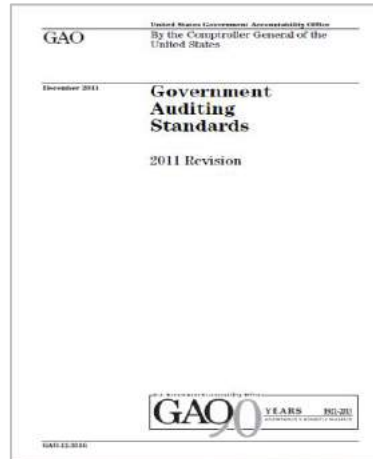 United States Government Accountability Office
GAO
By the Comptroller General of the
United States
December 2011
Government
Auditing
Standards
2011 Revision
GAO
90
YEARS
1921-2011